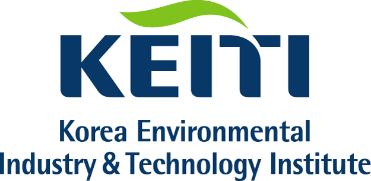 KEITI
Korea Environmental
Industry & Technology Institute